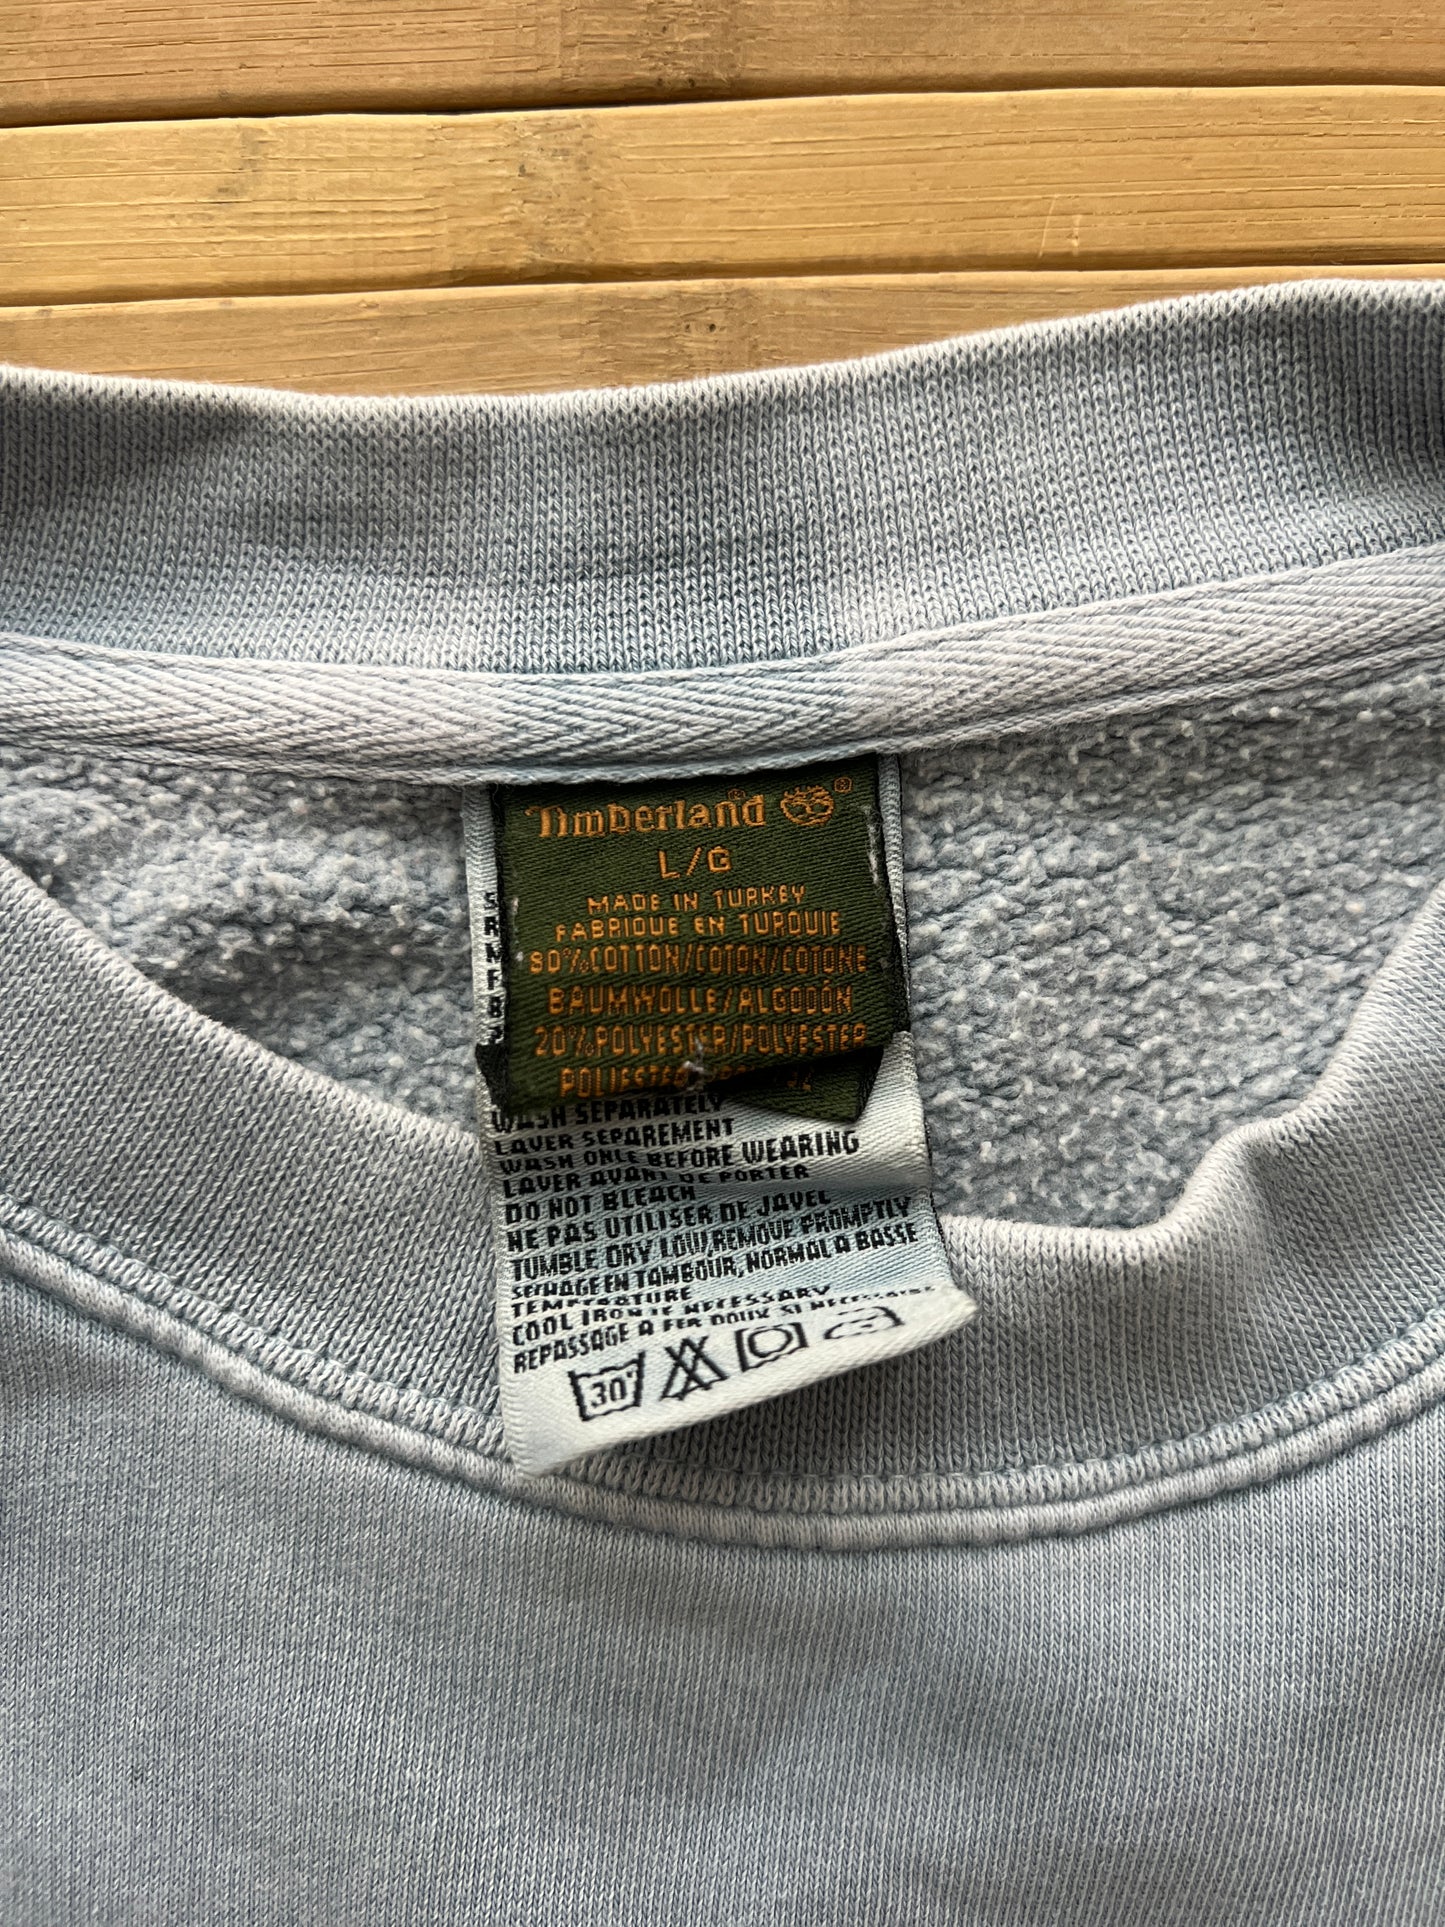 Timberland ®
L/G
MADE IN TURKEY
FABRIQUE EN TURQUIE
80% COTTON/COTON/COTONE
BAUMWOLLE/ALGODÓN
20% POLYESTER/POLYESTER
POLIESTER
WASH SEPARATELY
LAVER SEPAREMENT
WASH ONCE BEFORE WEARING
LAVER AVANT DE PORTER
DO NOT BLEACH
NE PAS UTILISER DE JAVEL
TUMBLE DRY LOW, REMOVE PROMPTLY
SECHAGE EN TAMBOUR, NORMAL A BASSE
TEMPERATURE
COOL IRON IF NECESSARY
REPASSAGE A FER DOUX SI NECESSAIRE
30°